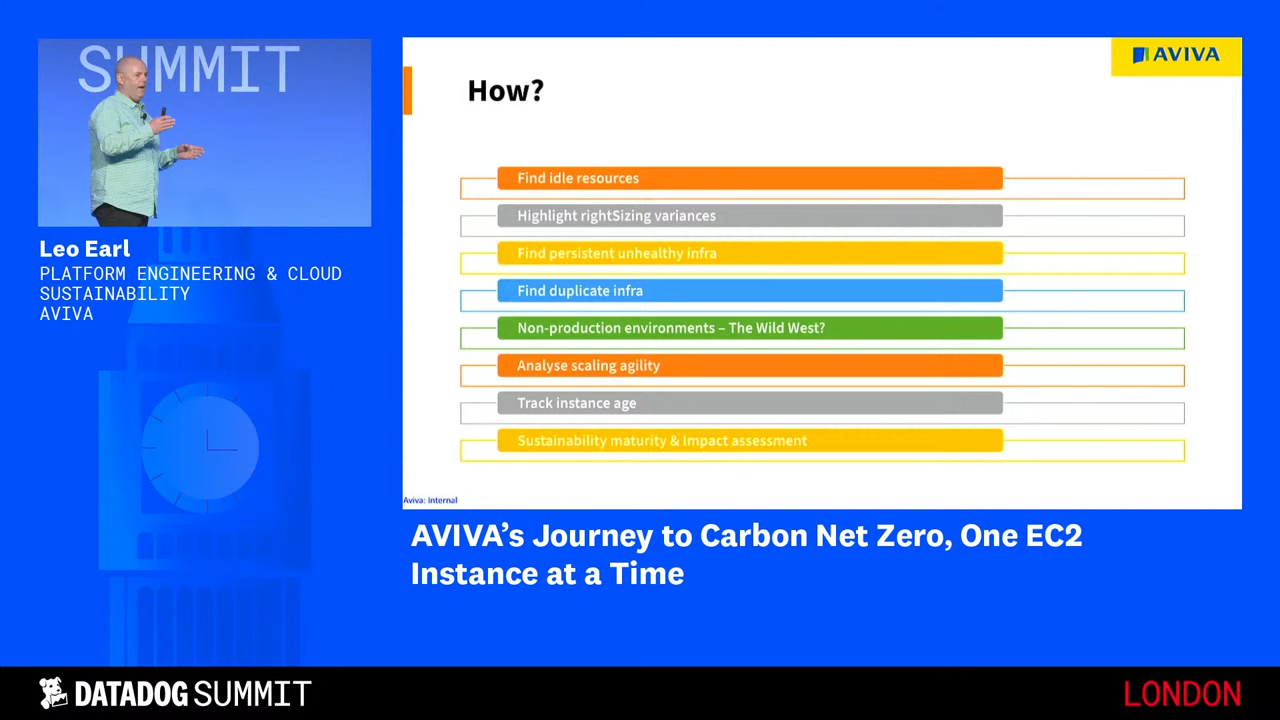 SUMMIT
Leo Earl
PLATFORM ENGINEERING & CLOUD
SUSTAINABILITY
AVIVA
AVIVA
How?
Find idle resources
Highlight rightSizing variances
Find persistent unhealthy infra
Find duplicate infra
Non-production environments – The Wild West?
Analyse scaling agility
Track instance age
Sustainability maturity & Impact assessment
Aviva: Internal
AVIVA’s Journey to Carbon Net Zero, One EC2
Instance at a Time
DATADOG SUMMIT
LONDON